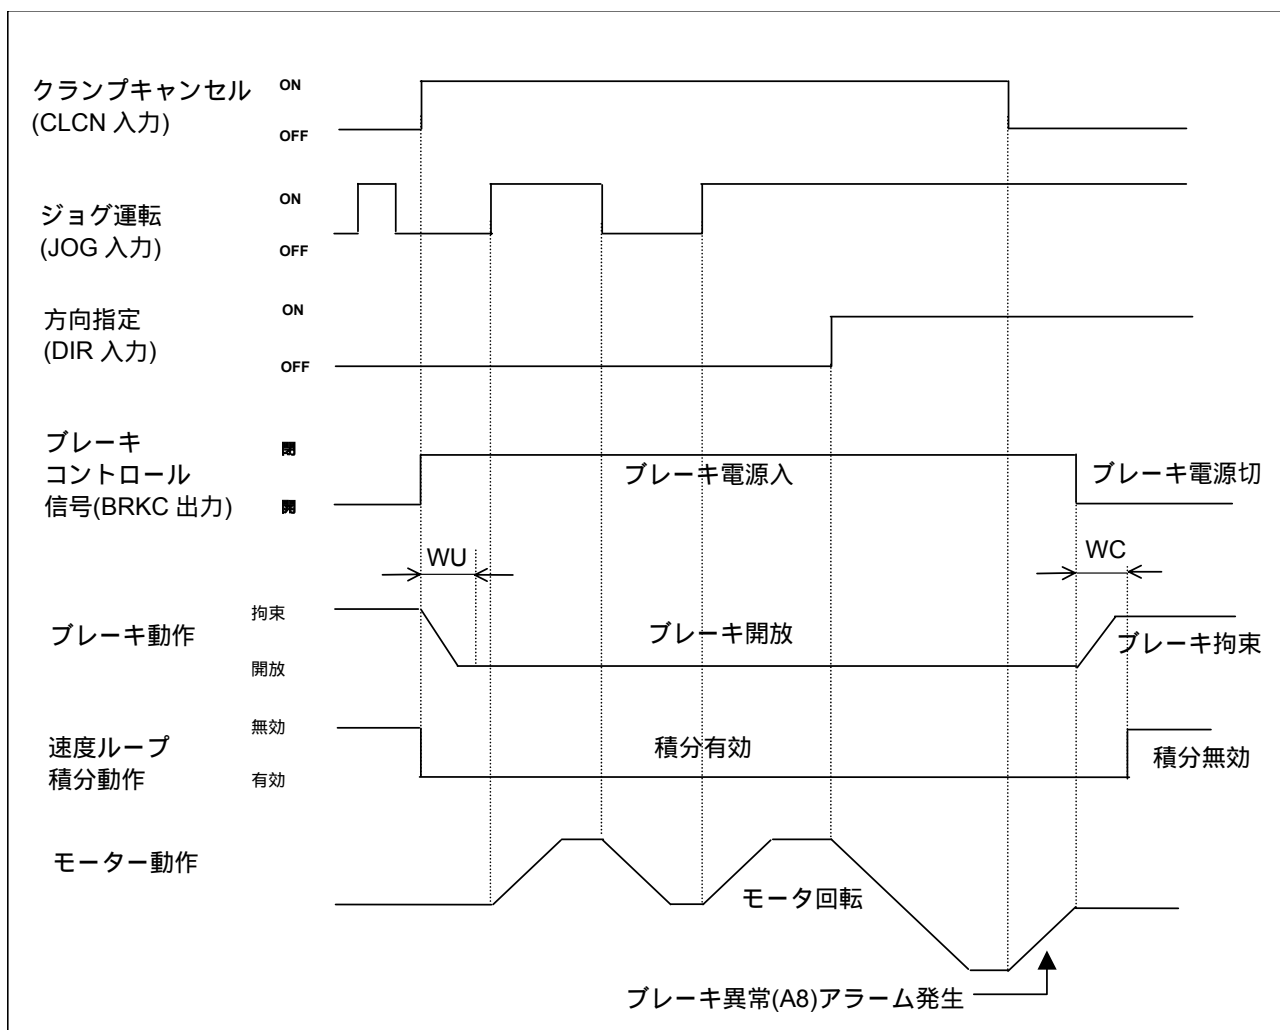 クランプキャンセル
(CLCN 入力)
ON
OFF
ジョグ運転
(JOG 入力)
ON
OFF
方向指定
(DIR 入力)
ON
OFF
ブレーキ
コントロール
信号(BRKC 出力)
閉
開
ブレーキ電源入
ブレーキ電源切
WU
WC
ブレーキ動作
拘束
開放
ブレーキ開放
ブレーキ拘束
速度ループ
積分動作
無効
有効
積分有効
積分無効
モーター動作
モータ回転
ブレーキ異常(A8)アラーム発生